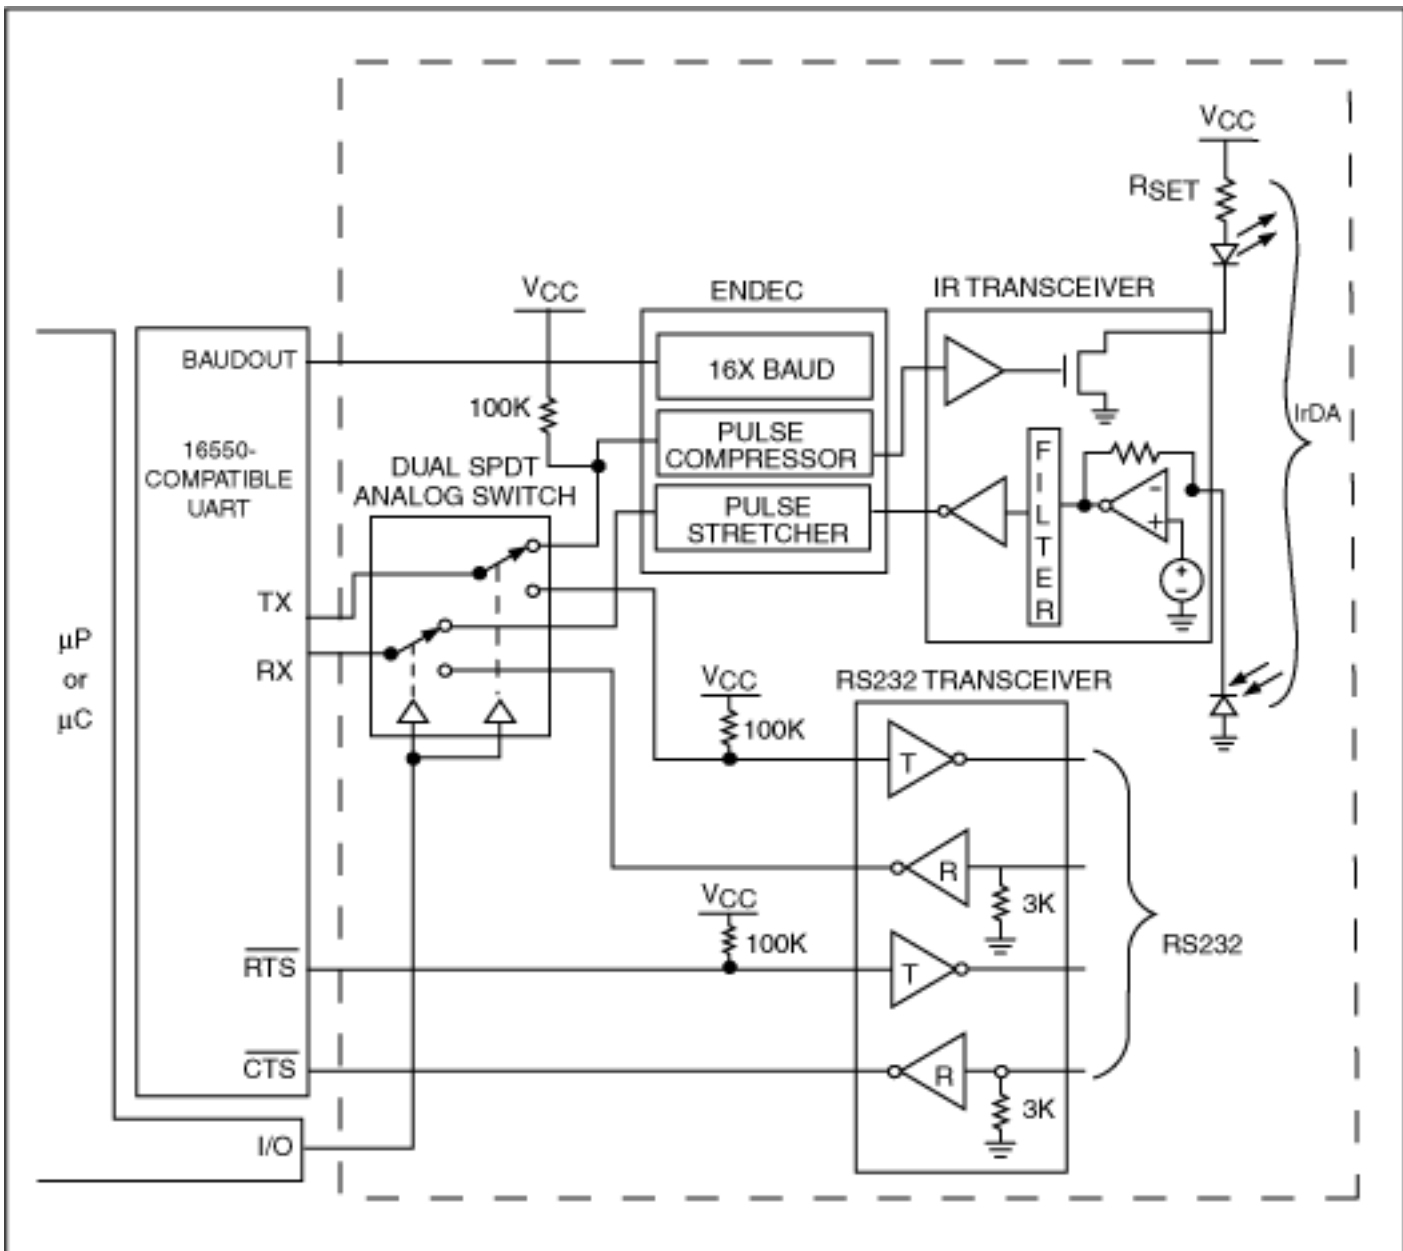 VCC
RSET
VCC
ENDEC
IR TRANSCEIVER
BAUDOUT
16X BAUD
100K
IrDA
16550-
COMPATIBLE
UART
DUAL SPDT
ANALOG SWITCH
PULSE
COMPRESSOR
PULSE
STRETCHER
FILTER
-
+
+
-
TX
RX
μP
or
μC
VCC
100K
RS232 TRANSCEIVER
T
R
3K
VCC
100K
RTS
T
RS232
CTS
R
3K
I/O